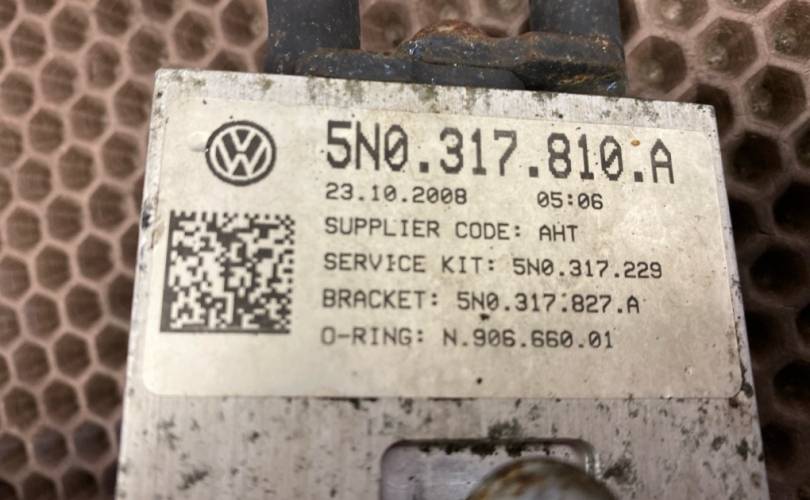 5N0.317.810.A
23.10.2008 05:06
SUPPLIER CODE: AHT
SERVICE KIT: 5N0.317.229
BRACKET: 5N0.317.827.A
O-RING: N.906.660.01